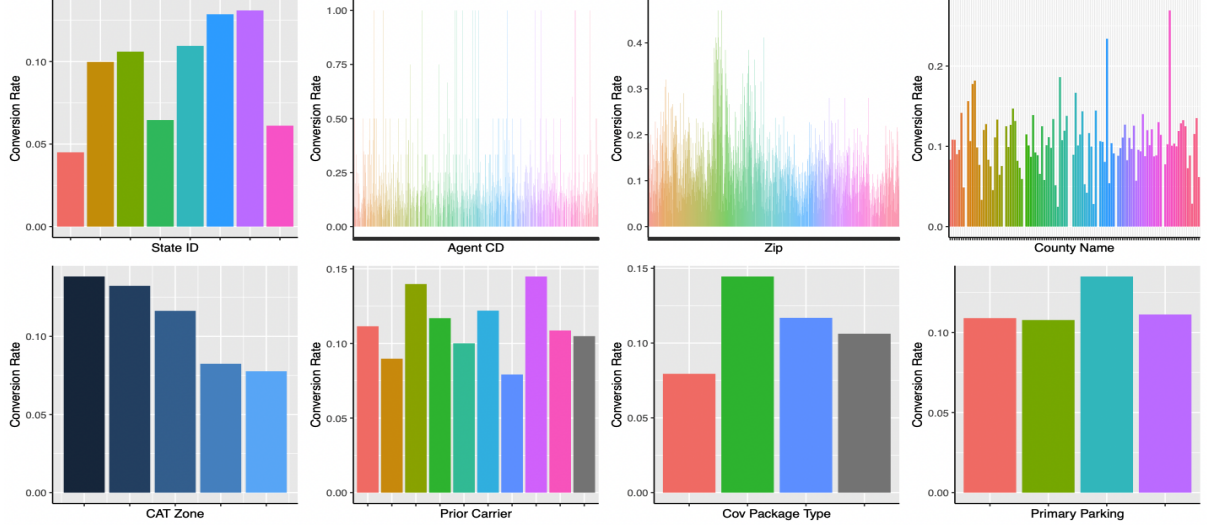 Conversion Rate
0.10
0.05
0.00
State ID
Conversion Rate
1.00
0.75
0.50
0.25
0.00
Agent CD
Conversion Rate
0.4
0.3
0.2
0.1
0.0
Zip
Conversion Rate
0.2
0.1
0.0
County Name
Conversion Rate
0.10
0.05
0.00
CAT Zone
Conversion Rate
0.15
0.10
0.05
0.00
Prior Carrier
Conversion Rate
0.15
0.10
0.05
0.00
Cov Package Type
Conversion Rate
0.10
0.05
0.00
Primary Parking